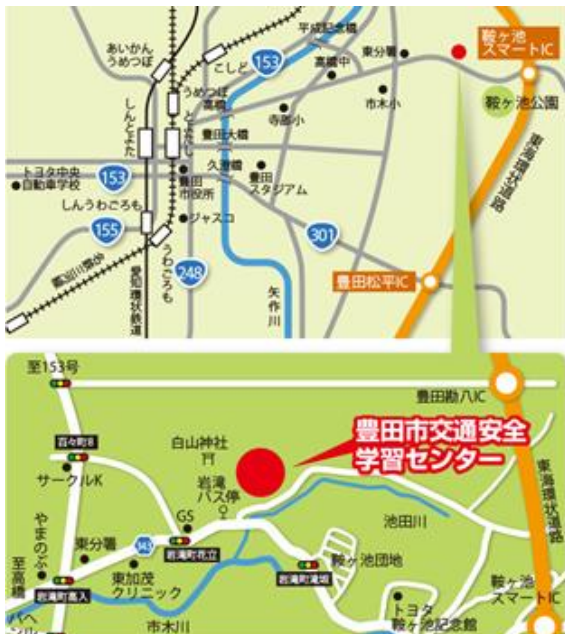 平成記念橋
鞍ヶ池
スマートIC
あいかん
うめつぼ
153
こしど
東分署
高橋中
鞍ヶ池公園
うめつぼ
高橋
市木小
寺部小
しんとよた
とよたし
豊田大橋
東海環状道路
トヨタ中央
自動車学校
153
久澄橋
豊田
市役所
豊田
スタジアム
しんうわごろも
ジャスコ
155
301
うわごろも
248
愛知環状鉄道
矢作川
豊田松平IC
至153号
豊田勘八IC
豊田市交通安全
学習センター
百々町8
白山神社
サークルK
岩滝
バス停
東海環状道路
GS
池田川
やまのぶ
東分署
143
岩滝町花立
鞍ヶ池団地
至高橋
東加茂
クリニック
岩滝町滝坂
鞍ヶ池
スマートIC
岩滝町高入
トヨタ
鞍ヶ池記念館
市木川